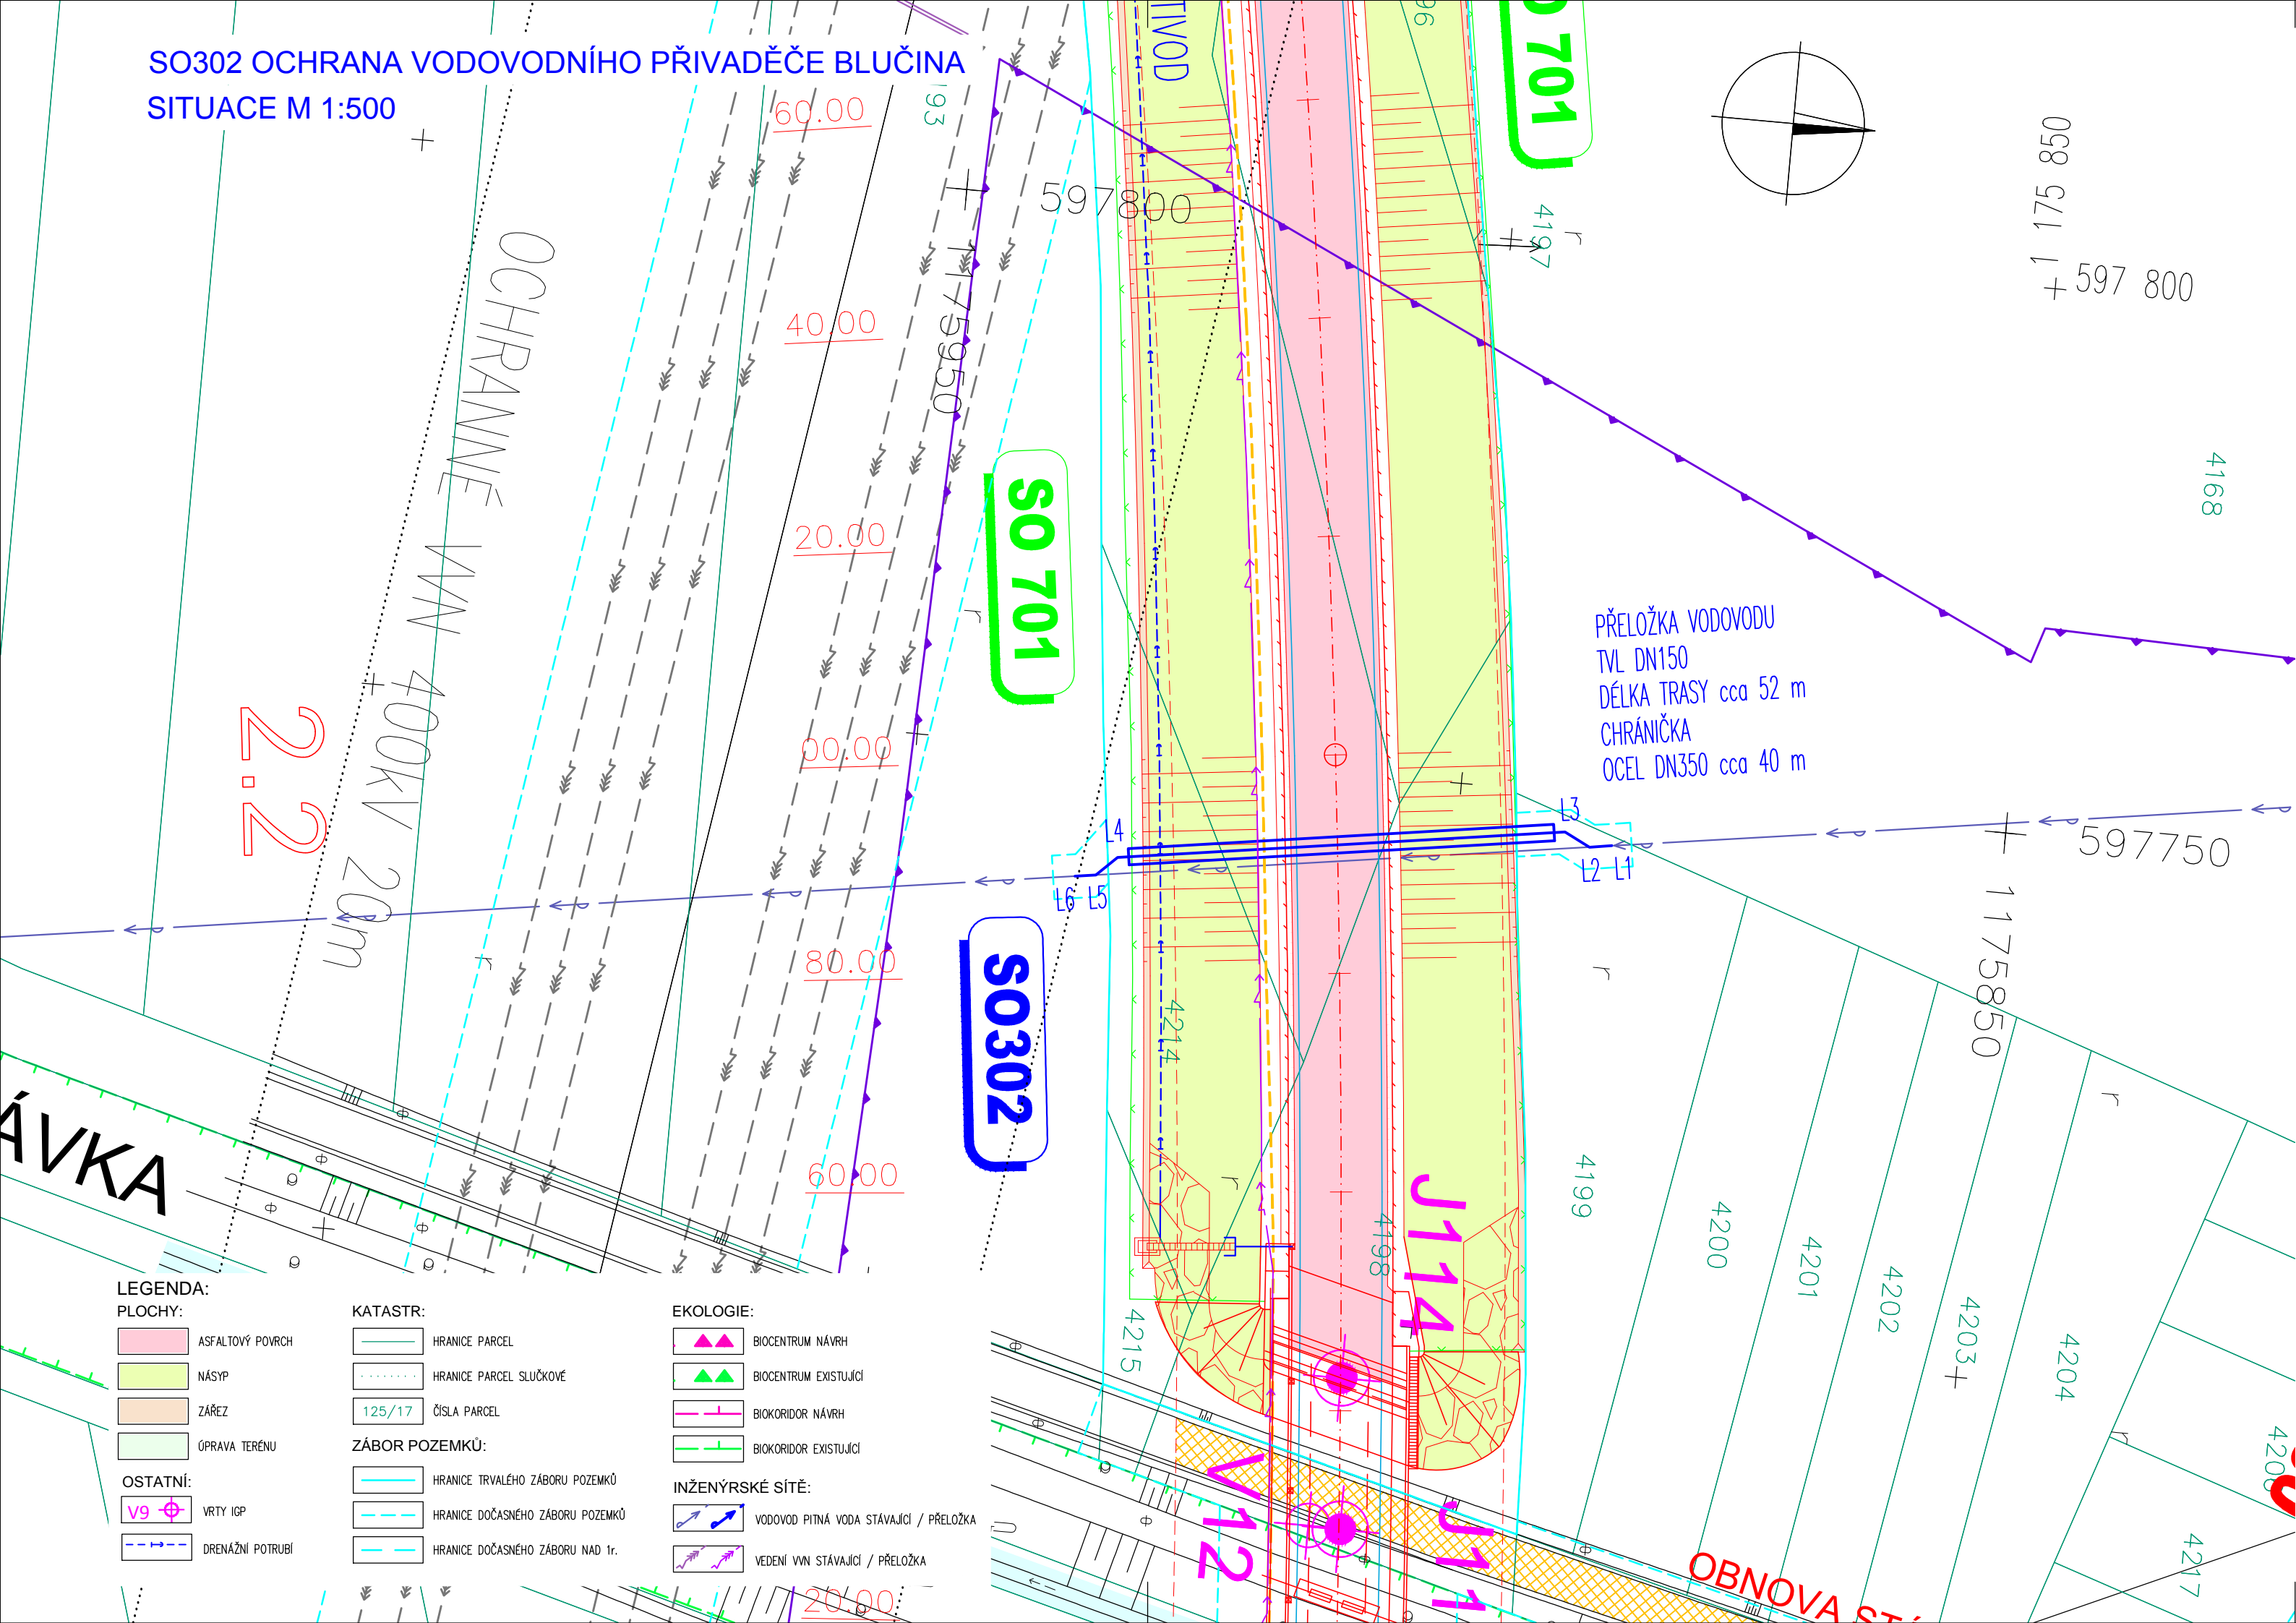 SO302 OCHRANA VODOVODNÍHO PŘIVADĚČE BLUČINA
SITUACE M 1:500
TIVOD
96
O 701
60.00
93
597800
4197
r
1 175 850
597 800
OCHRANNÉ VVN 400kV 20m
40.00
1175950
20.00
SO 701
r
4168
PŘELOŽKA VODOVODU
TVL DN150
DÉLKA TRASY cca 52 m
CHRÁNIČKA
OCEL DN350 cca 40 m
2.2
00.00
L4
L3
L2 L1
L6 L5
597750
1175850
80.00
r
r
SO302
4214
60.00
r
ÁVKA
r
J114
4198
4199
4200
4201
4202
4203
4204
4215
r
V12
J11
4217
OBNOVA
20.00
LEGENDA:
PLOCHY:
ASFALTOVÝ POVRCH
NÁSYP
ZÁŘEZ
ÚPRAVA TERÉNU
OSTATNÍ:
V9 VRTY IGP
DRENÁŽNÍ POTRUBÍ
KATASTR:
HRANICE PARCEL
HRANICE PARCEL SLUČKOVÉ
125/17 ČÍSLA PARCEL
ZÁBOR POZEMKŮ:
HRANICE TRVALÉHO ZÁBORU POZEMKŮ
HRANICE DOČASNÉHO ZÁBORU POZEMKŮ
HRANICE DOČASNÉHO ZÁBORU NAD 1r.
EKOLOGIE:
BIOCENTRUM NÁVRH
BIOCENTRUM EXISTUJÍCÍ
BIOKORIDOR NÁVRH
BIOKORIDOR EXISTUJÍCÍ
INŽENÝRSKÉ SÍTĚ:
VODOVOD PITNÁ VODA STÁVAJÍCÍ / PŘELOŽKA
VEDENÍ VVN STÁVAJÍCÍ / PŘELOŽKA